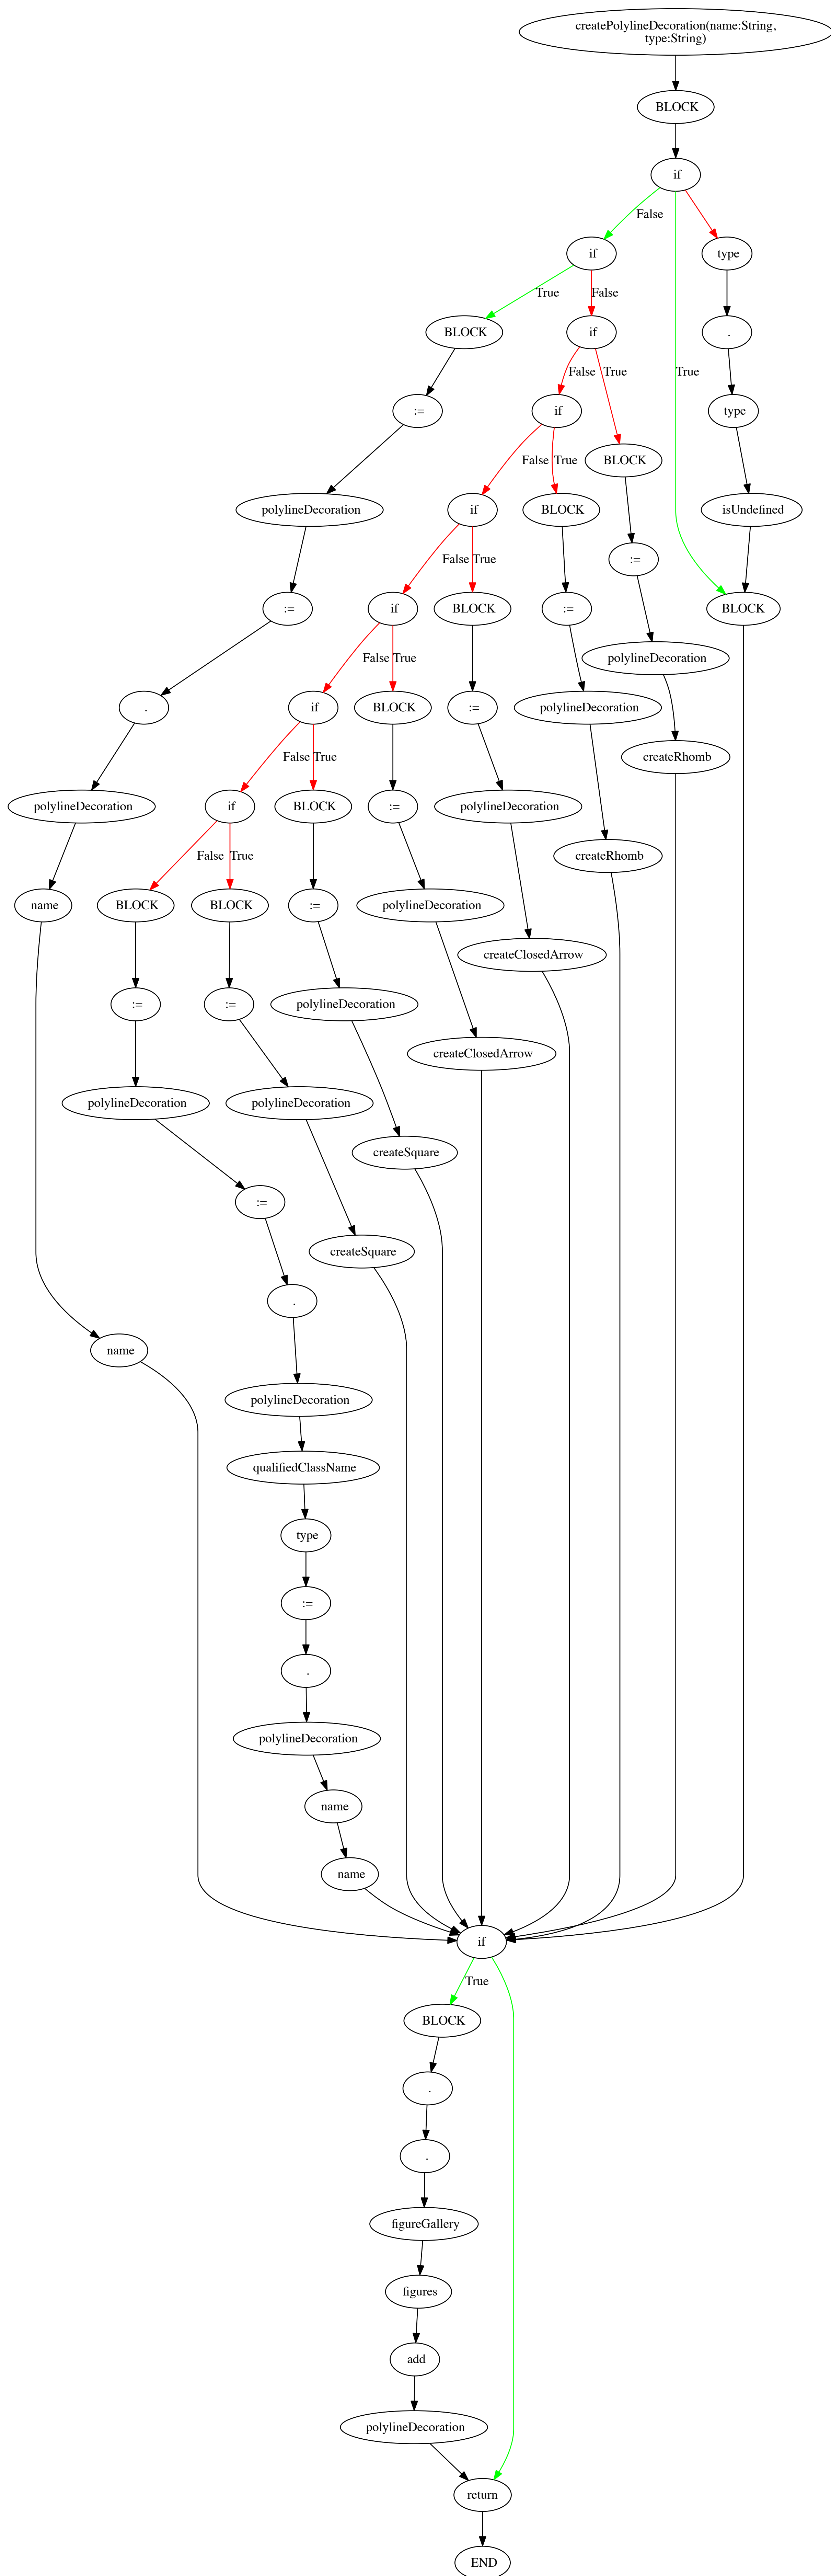 createPolylineDecoration(name:String,
type:String)
BLOCK
if
False
if
type
True
False
BLOCK
if
.
False
True
True
:=
if
type
False
True
BLOCK
polylineDecoration
if
BLOCK
isUndefined
False
True
:=
:=
if
BLOCK
:=
BLOCK
False
True
polylineDecoration
.
if
BLOCK
:=
polylineDecoration
False
True
createRhomb
polylineDecoration
if
BLOCK
:=
polylineDecoration
False
True
createRhomb
name
BLOCK
BLOCK
:=
polylineDecoration
createClosedArrow
:=
:=
polylineDecoration
createClosedArrow
polylineDecoration
polylineDecoration
createSquare
:=
createSquare
.
name
polylineDecoration
qualifiedClassName
type
:=
.
polylineDecoration
name
name
if
True
BLOCK
.
.
figureGallery
figures
add
polylineDecoration
return
END